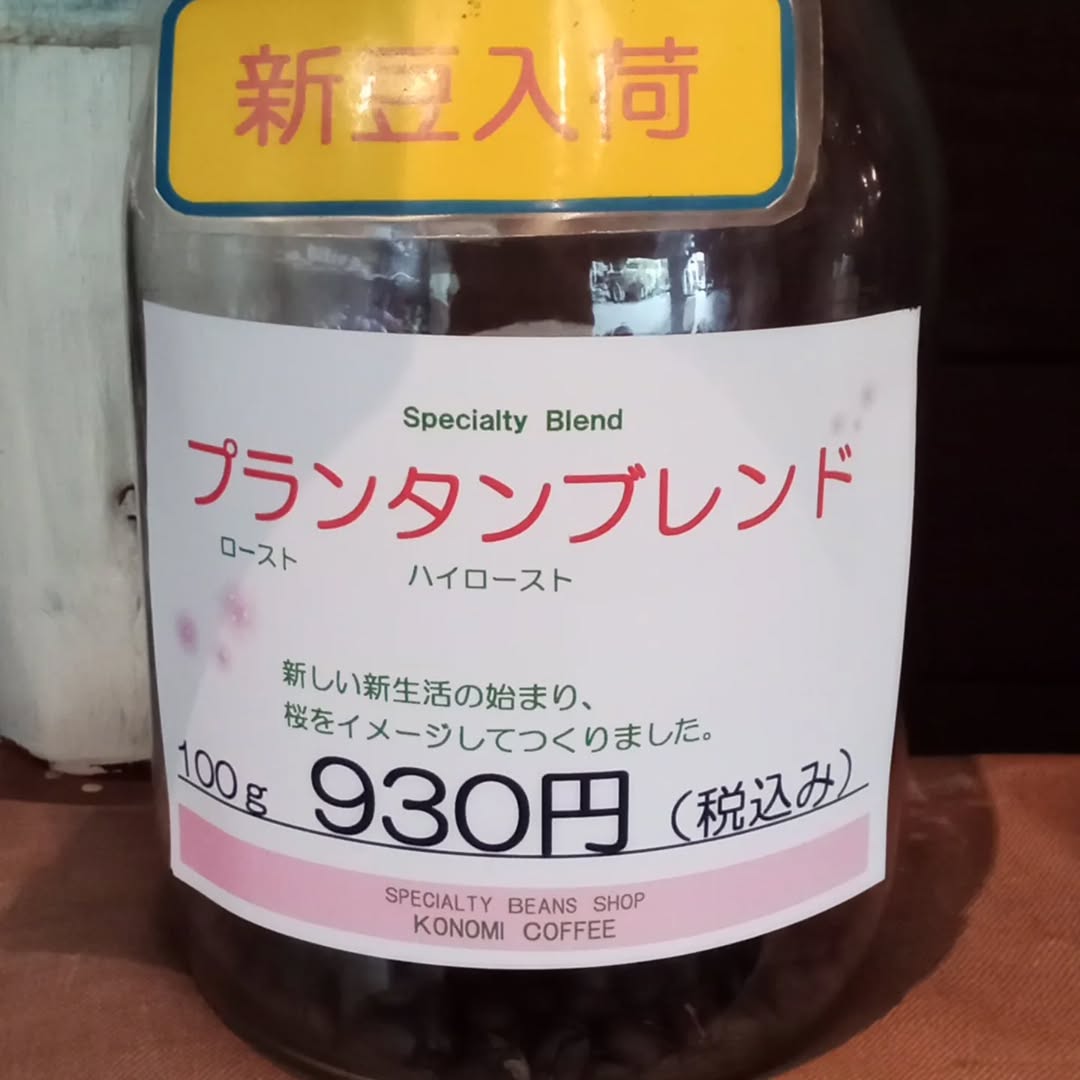 新豆入荷
Specialty Blend
プランタンブレンド
ロースト ハイロースト
新しい新生活の始まり、
桜をイメージしてつくりました。
100g 930円 (税込み)
SPECIALTY BEANS SHOP
KONOMI COFFEE